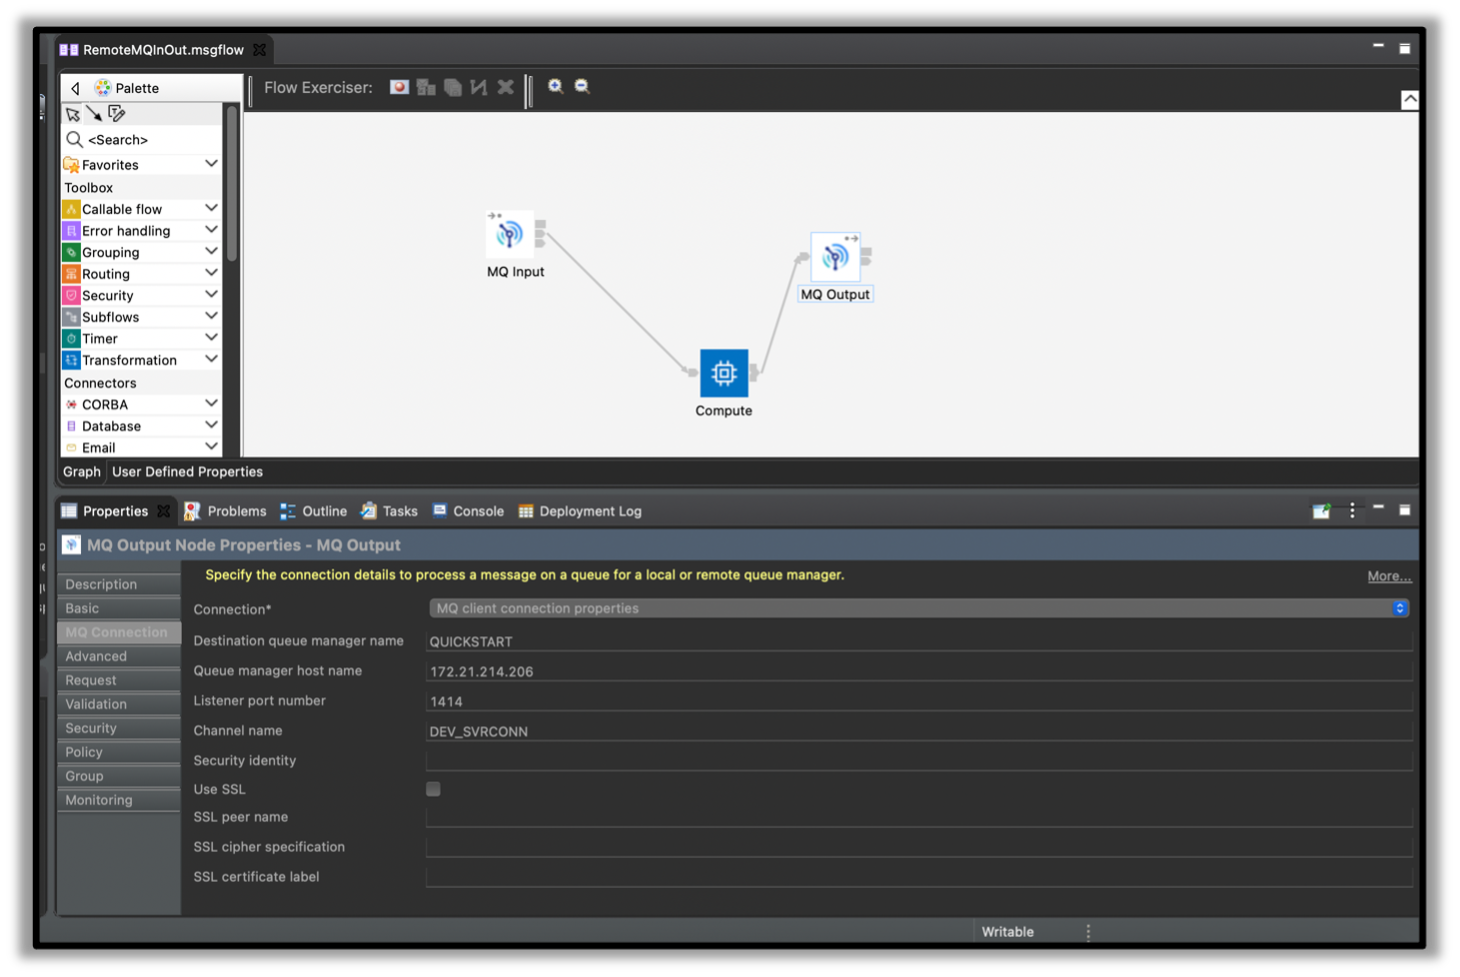 RemoteMQInOut.msgflow
Palette
Flow Exerciser:
<Search>
Favorites
Toolbox
Callable flow
Error handling
Grouping
Routing
Security
Subflows
Timer
Transformation
Connectors
CORBA
Database
Email
MQ Input
MQ Output
Compute
Graph
User Defined Properties
Properties
Problems
Outline
Tasks
Console
Deployment Log
MQ Output Node Properties - MQ Output
Description
Basic
MQ Connection
Advanced
Request
Validation
Security
Policy
Group
Monitoring
Specify the connection details to process a message on a queue for a local or remote queue manager.
More...
Connection* MQ client connection properties
Destination queue manager name QUICKSTART
Queue manager host name 172.21.214.206
Listener port number 1414
Channel name DEV_SVRCONN
Security identity
Use SSL
SSL peer name
SSL cipher specification
SSL certificate label
Writable